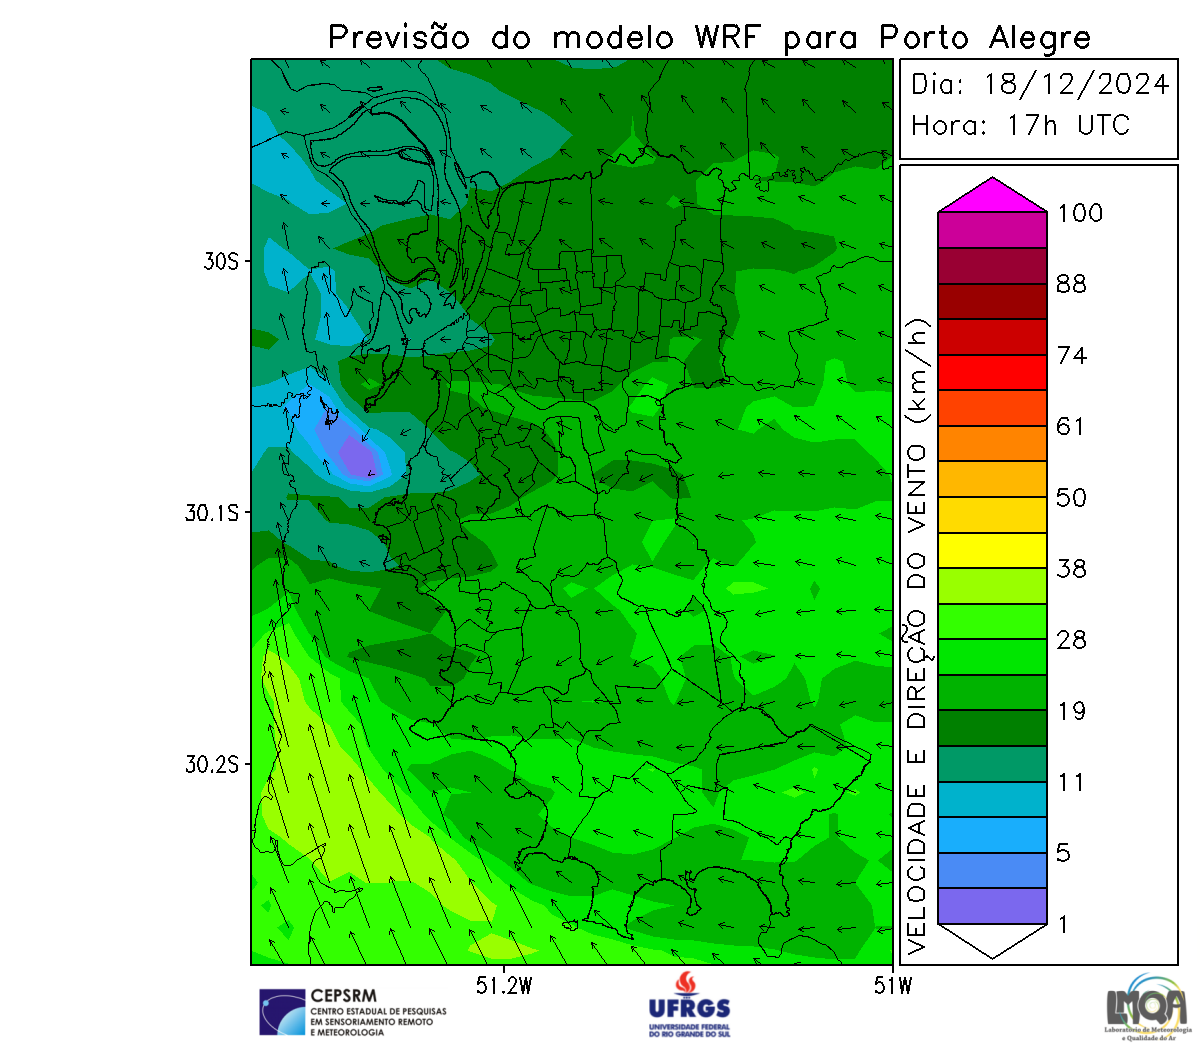 Previsão do modelo WRF para Porto Alegre
Dia: 18/12/2024
Hora: 17h UTC
VELOCIDADE E DIREÇÃO DO VENTO (km/h)
100
88
74
61
50
38
28
19
11
5
1
30S
30.1S
30.2S
51.2W
51W
CEPSRM
CENTRO ESTADUAL DE PESQUISAS
EM SENSORIAMENTO REMOTO
E METEOROLOGIA
UFRGS
UNIVERSIDADE FEDERAL
DO RIO GRANDE DO SUL
LMQA
Laboratório de Meteorologia
e Qualidade do Ar